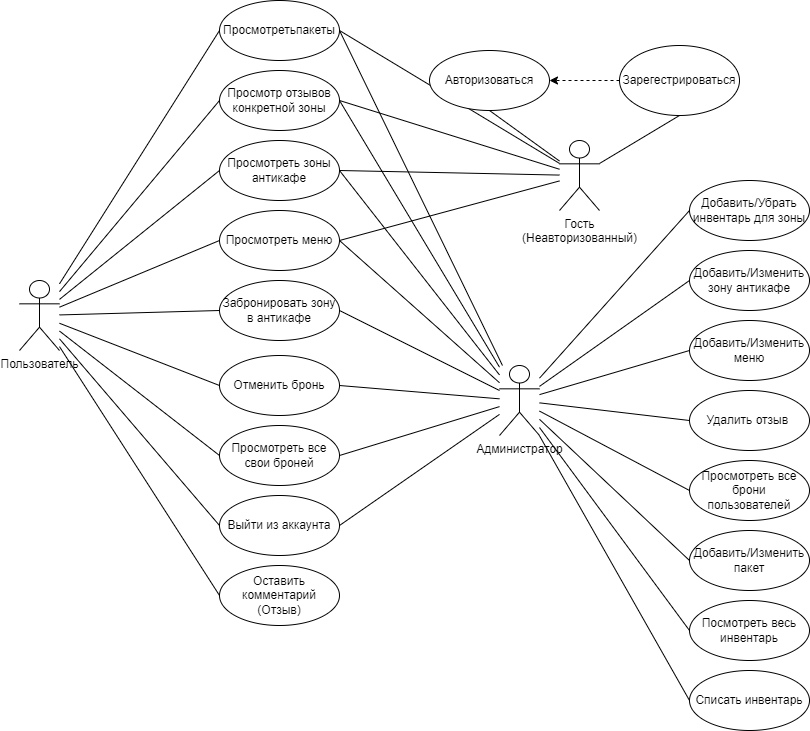 Просмотретьпакеты
Авторизоваться
Зарегестрироваться
Просмотр отзывов
конкретной зоны
Просмотреть зоны
антикафе
Гость
(Неавторизованный)
Добавить/Убрать
инвентарь для зоны
Просмотреть меню
Добавить/Изменить
зону антикафе
Забронировать зону
в антикафе
Добавить/Изменить
меню
Пользователь
Отменить бронь
Удалить отзыв
Администратор
Просмотреть все
свои броней
Просмотреть все
брони
пользователей
Выйти из аккаунта
Добавить/Изменить
пакет
Оставить
комментарий
(Отзыв)
Посмотреть весь
инвентарь
Списать инвентарь